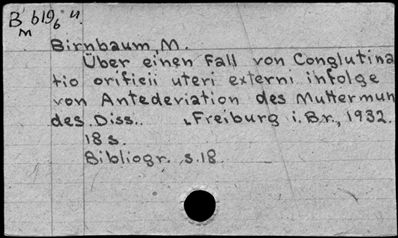 B b19b u.
m
Birnbaum, M.
Über einen Fall von Conglutina
tio orificii uteri externi infolge
von Antedeviation des Muttermun
des. Diss.. Freiburg i.Br., 1932.
18 s.
Bibliogr. s.18.